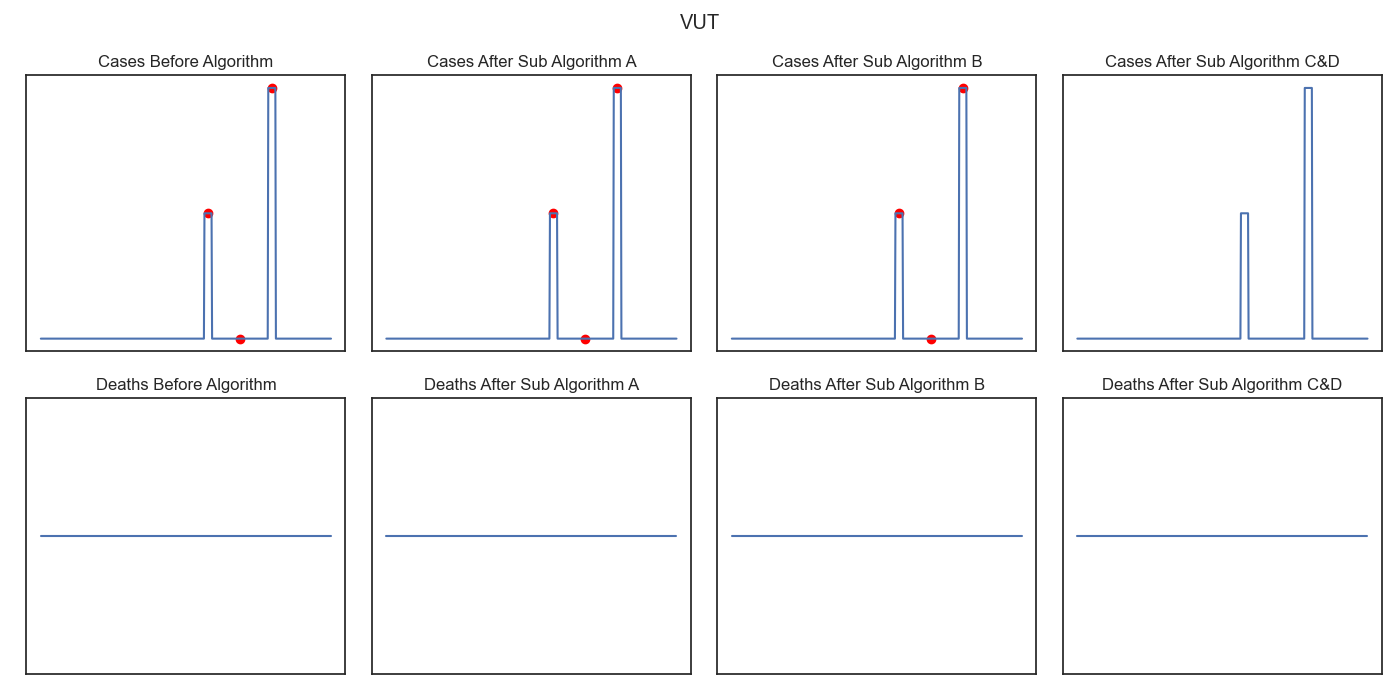 VUT
Cases Before Algorithm
Cases After Sub Algorithm A
Cases After Sub Algorithm B
Cases After Sub Algorithm C&D
Deaths Before Algorithm
Deaths After Sub Algorithm A
Deaths After Sub Algorithm B
Deaths After Sub Algorithm C&D